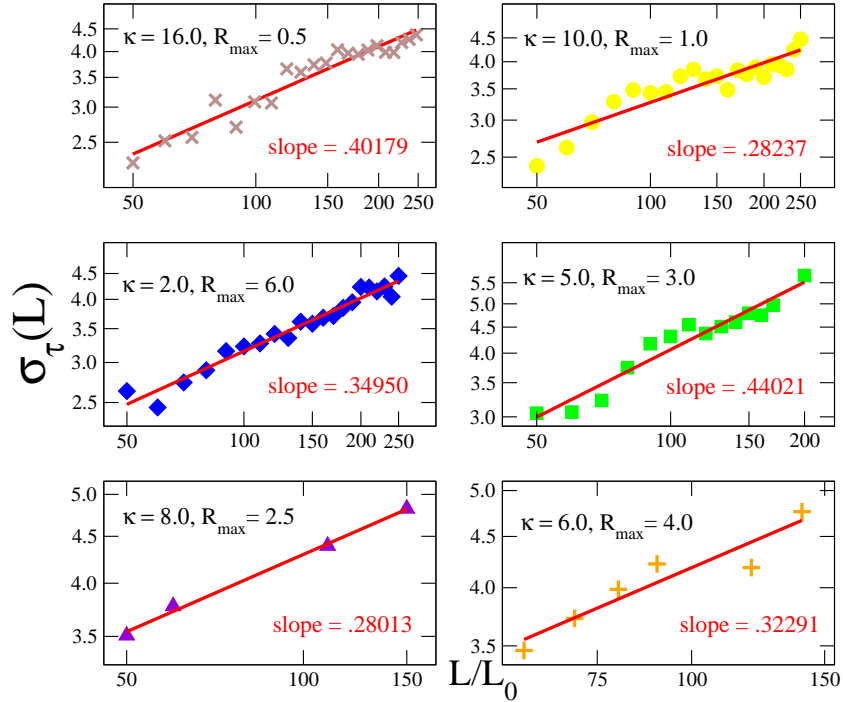 4.5
4.0
3.0
2.5
κ = 16.0, R_max = 0.5
slope = .40179
50 100 150 200 250
4.5
4.0
3.5
3.0
2.5
κ = 10.0, R_max = 1.0
slope = .28237
50 100 150 200 250
σ_τ(L)
4.5
4.0
3.5
3.0
2.5
κ = 2.0, R_max = 6.0
slope = .34950
50 100 150 200 250
5.5
5.0
4.5
4.0
3.5
3.0
κ = 5.0, R_max = 3.0
slope = .44021
50 100 150 200
5.0
4.5
4.0
3.5
κ = 8.0, R_max = 2.5
slope = .28013
50 100 150
5.0
4.5
4.0
3.5
κ = 6.0, R_max = 4.0
slope = .32291
75 100 150
L/L_0